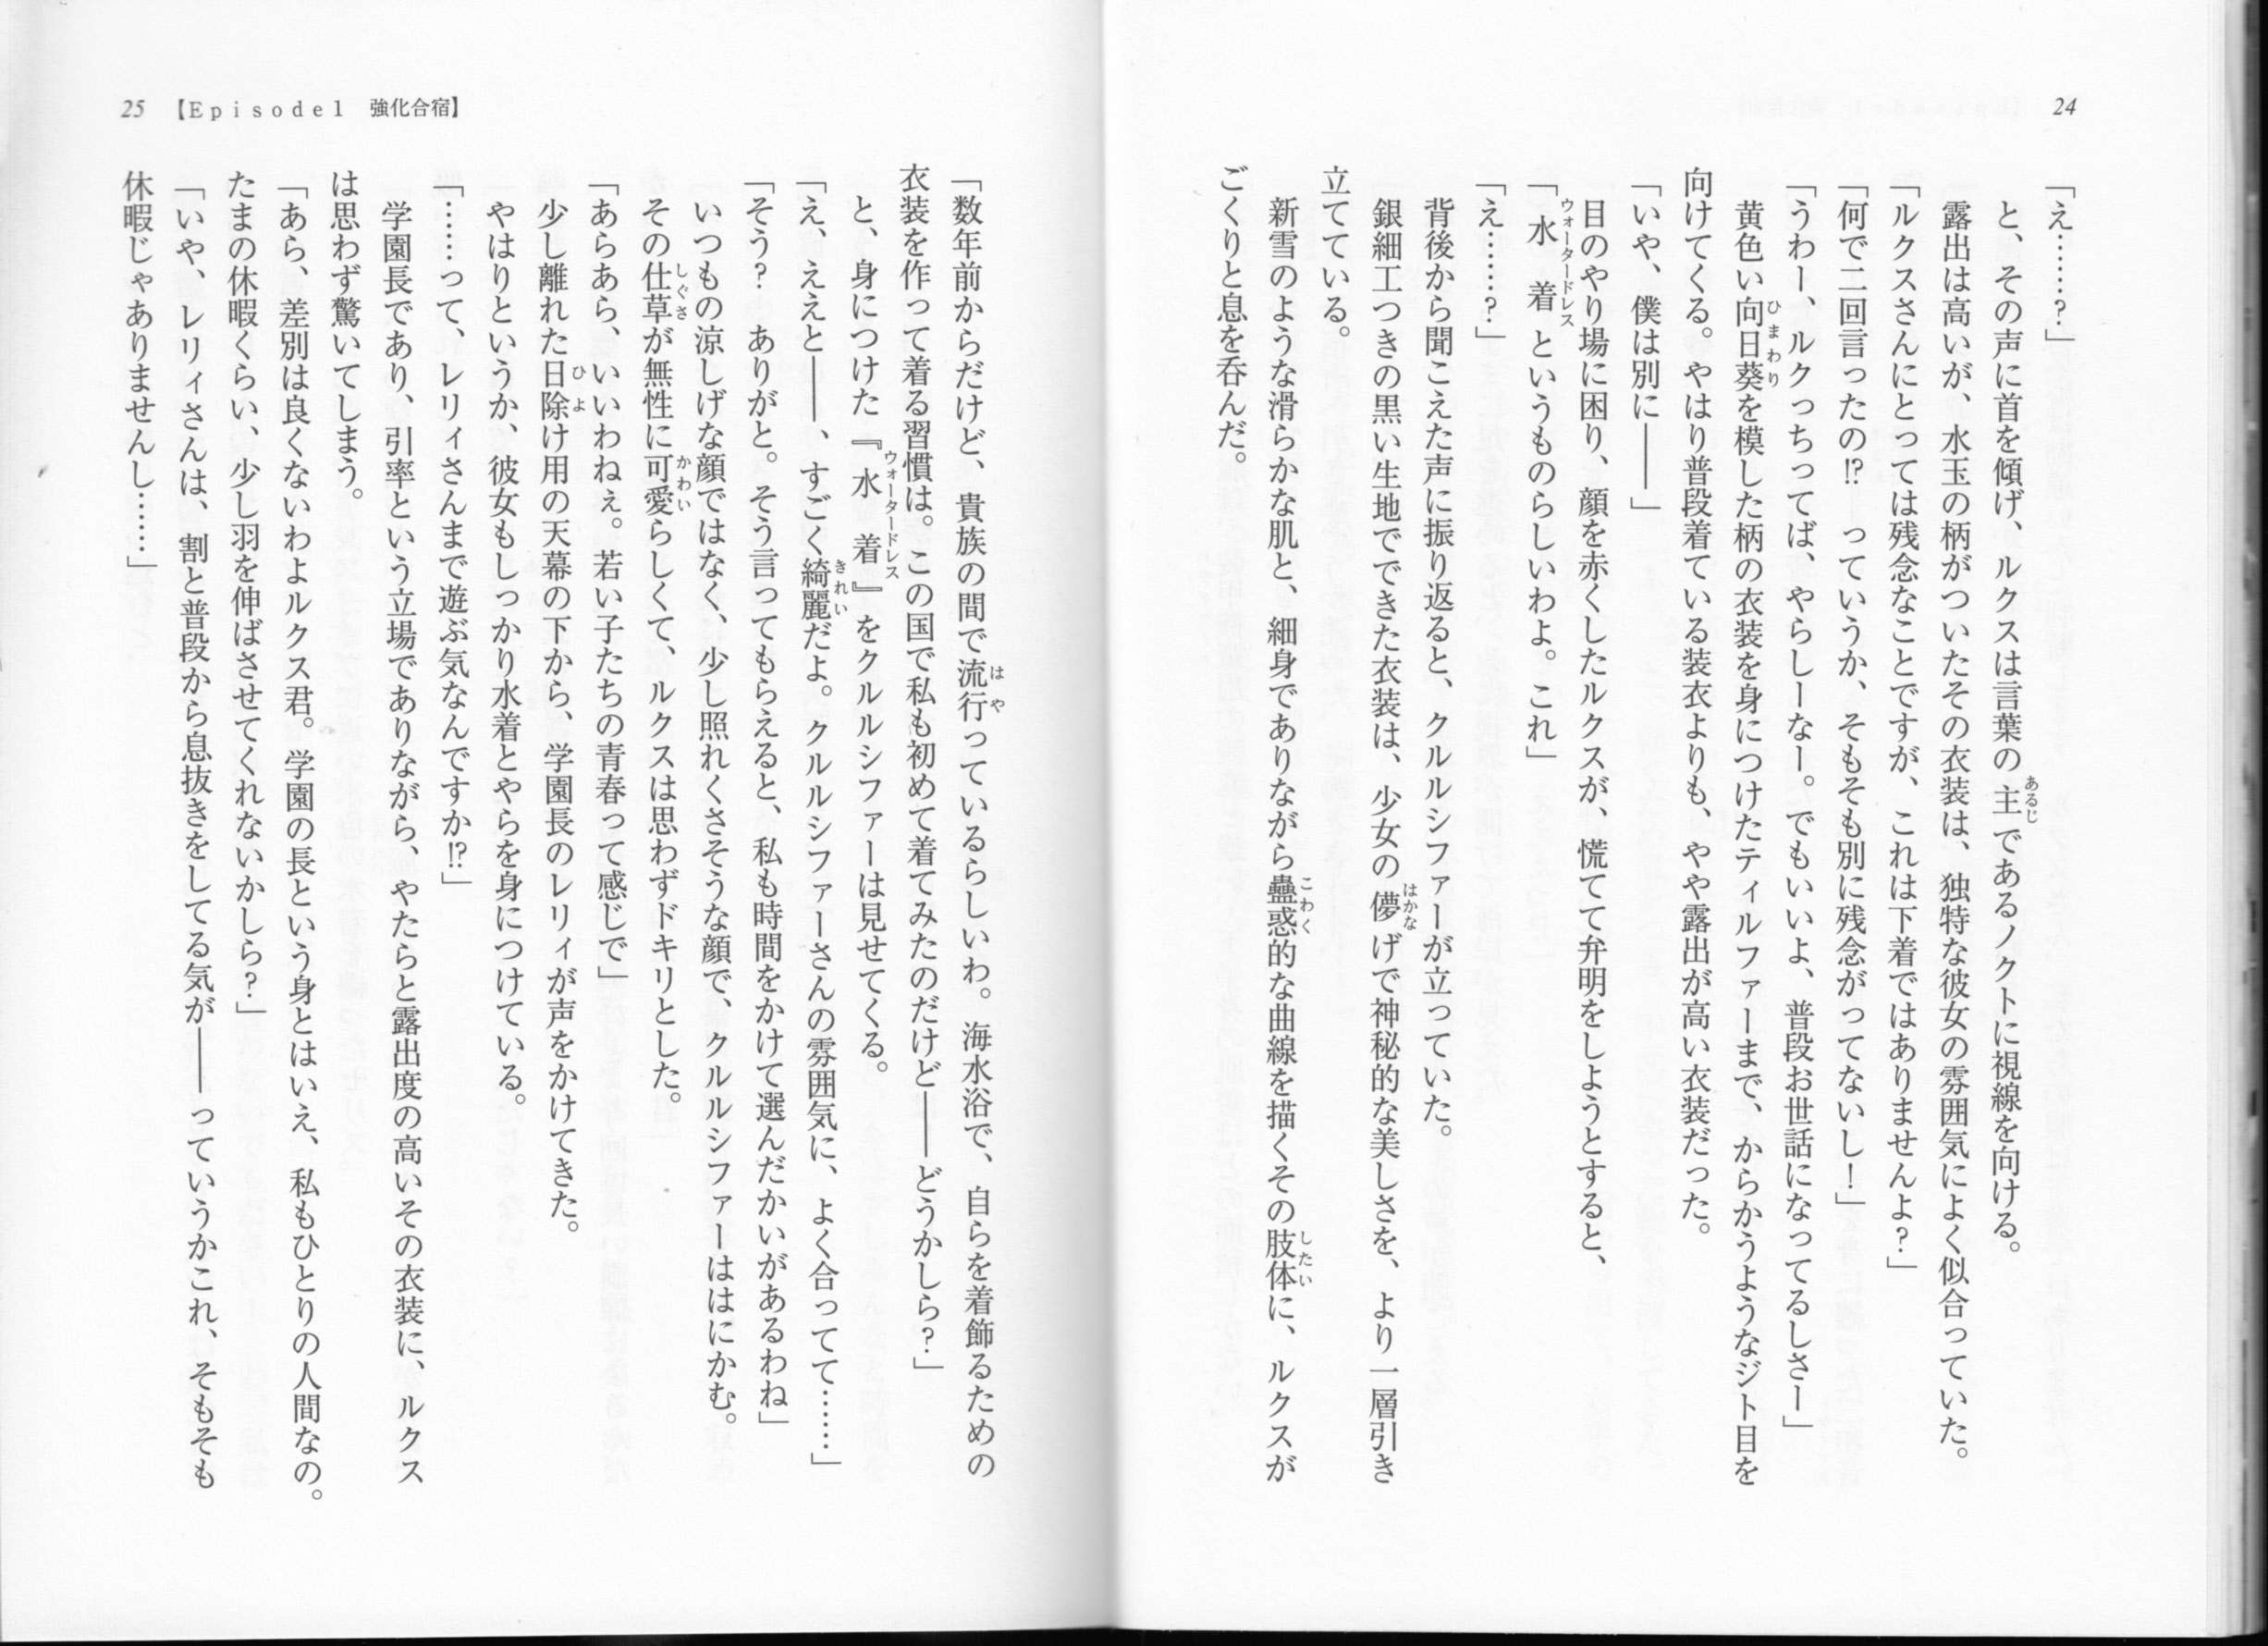 24
「え……？」
と、その声に首を傾げ、ルクスは言葉の主であるノクトに視線を向ける。
露出は高いが、水玉の柄がついたその衣装は、独特な彼女の雰囲気によく似合っていた。
「ルクスさんにとっては残念なことですが、これは下着ではありませんよ？」
「何で二回言ったの!?　っていうか、そもそも別に残念がってないし！」
「うわー、ルクっちってば、やらしーなー。でもいいよ、普段お世話になってるしさー」
黄色い向日葵を模した柄の衣装を身につけたティルファーまで、からかうようなジト目を
向けてくる。やはり普段着ている装衣よりも、やや露出が高い衣装だった。
「いや、僕は別に――」
目のやり場に困り、顔を赤くしたルクスが、慌てて弁明をしようとすると、
「水着というものらしいわよ。これ」
「え……？」
背後から聞こえた声に振り返ると、クルルシファーが立っていた。
銀細工つきの黒い生地でできた衣装は、少女の儚げで神秘的な美しさを、より一層引き
立てている。
新雪のような滑らかな肌と、細身でありながら蠱惑的な曲線を描くその肢体に、ルクスが
ごくりと息を呑んだ。
25　【Episode1　強化合宿】
「数年前からだけど、貴族の間で流行っているらしいわ。海水浴で、自らを着飾るための
衣装を作って着る習慣は。この国で私も初めて着てみたのだけど――どうかしら？」
と、身につけた『水着』をクルルシファーは見せてくる。
「え、ええと――、すごく綺麗だよ。クルルシファーさんの雰囲気に、よく合ってて……」
「そう？　ありがと。そう言ってもらえると、私も時間をかけて選んだかいがあるわね」
いつもの涼しげな顔ではなく、少し照れくさそうな顔で、クルルシファーははにかむ。
その仕草が無性に可愛らしくて、ルクスは思わずドキリとした。
「あらあら、いいわねぇ。若い子たちの青春って感じで」
少し離れた日除け用の天幕の下から、学園長のレリィが声をかけてきた。
やはりというか、彼女もしっかり水着とやらを身につけている。
「……って、レリィさんまで遊ぶ気なんですか!?」
学園長であり、引率という立場でありながら、やたらと露出度の高いその衣装に、ルクス
は思わず驚いてしまう。
「あら、差別は良くないわよルクス君。学園の長という身とはいえ、私もひとりの人間なの。
たまの休暇くらい、少し羽を伸ばさせてくれないかしら？」
「いや、レリィさんは、割と普段から息抜きをしてる気が――っていうかこれ、そもそも
休暇じゃありませんし……」